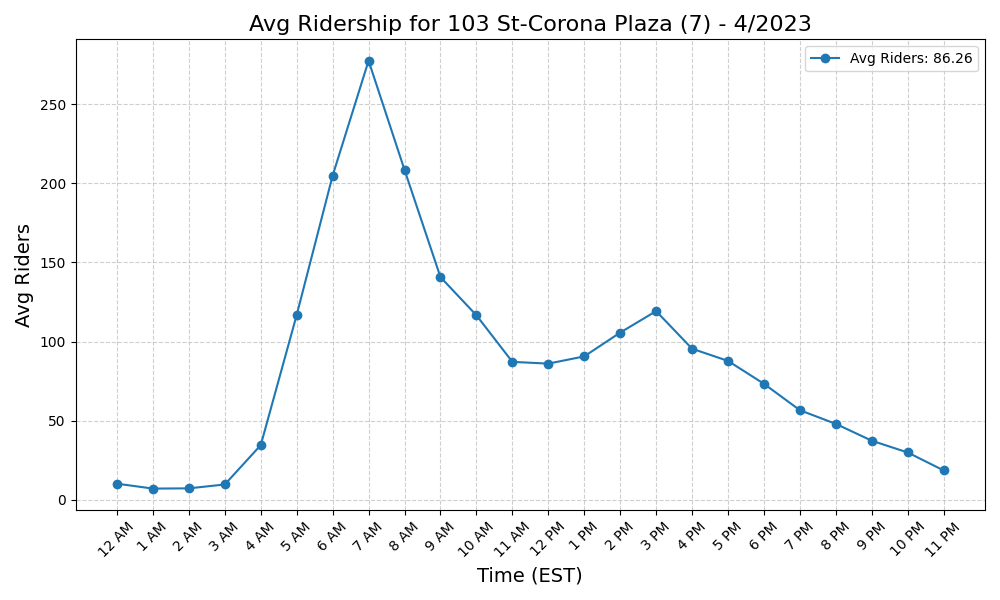 Avg Ridership for 103 St-Corona Plaza (7) - 4/2023
Avg Riders: 86.26
Avg Riders
250
200
150
100
50
0
12 AM
1 AM
2 AM
3 AM
4 AM
5 AM
6 AM
7 AM
8 AM
9 AM
10 AM
11 AM
12 PM
1 PM
2 PM
3 PM
4 PM
5 PM
6 PM
7 PM
8 PM
9 PM
10 PM
11 PM
Time (EST)